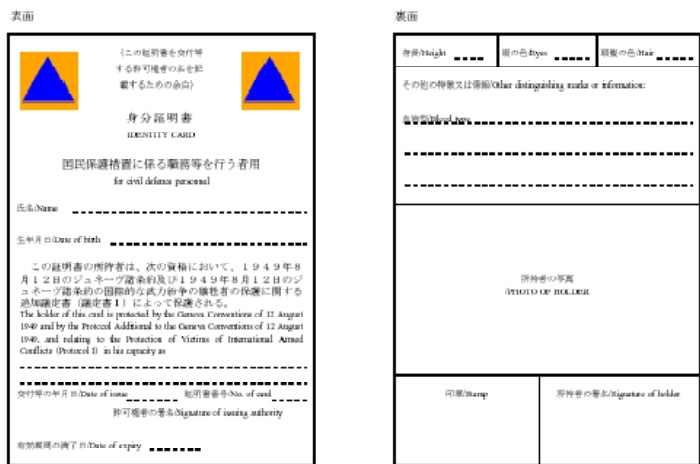 表面
(この証明書を交付等
する許可権者の名を記
載するための余白)
身分証明書
IDENTITY CARD
国民保護措置に係る職務等を行う者用
for civil defence personnel
氏名/Name
生年月日/Date of birth
この証明書の所持者は、次の資格において、1949年8
月12日のジュネーヴ諸条約及び1949年8月12日のジ
ュネーヴ諸条約の国際的な武力紛争の犠牲者の保護に関する
追加議定書(議定書I)によって保護される。
The holder of this card is protected by the Geneva Conventions of 12 August
1949 and by the Protocol Additional to the Geneva Conventions of 12 August
1949, and relating to the Protection of Victims of International Armed
Conflicts (Protocol I) in his capacity as
交付等の年月日/Date of issue 証明書番号/No. of card
許可権者の署名/Signature of issuing authority
有効期間の満了日/Date of expiry
裏面
身長/Height 眼の色/Eyes 頭髪の色/Hair
その他の特徴又は情報/Other distinguishing marks or information:
血液型/Blood type
所持者の写真
/PHOTO OF HOLDER
印章/Stamp 所持者の署名/Signature of holder